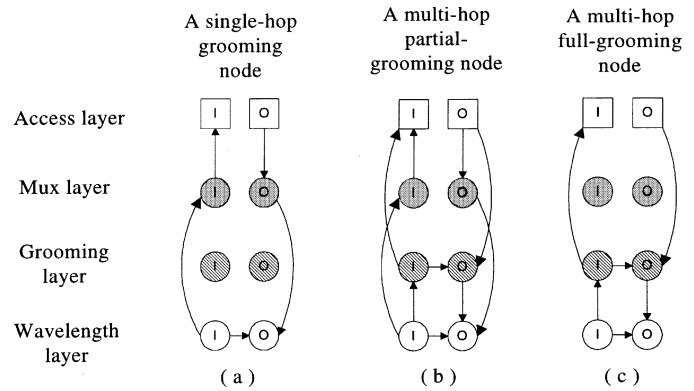 A single-hop
grooming
node
A multi-hop
partial-
grooming node
A multi-hop
full-grooming
node
Access layer
I O I O I O
Mux layer
I O I O I O
Grooming
layer
I O I O I O
Wavelength
layer
I O I O I O
( a ) ( b ) ( c )